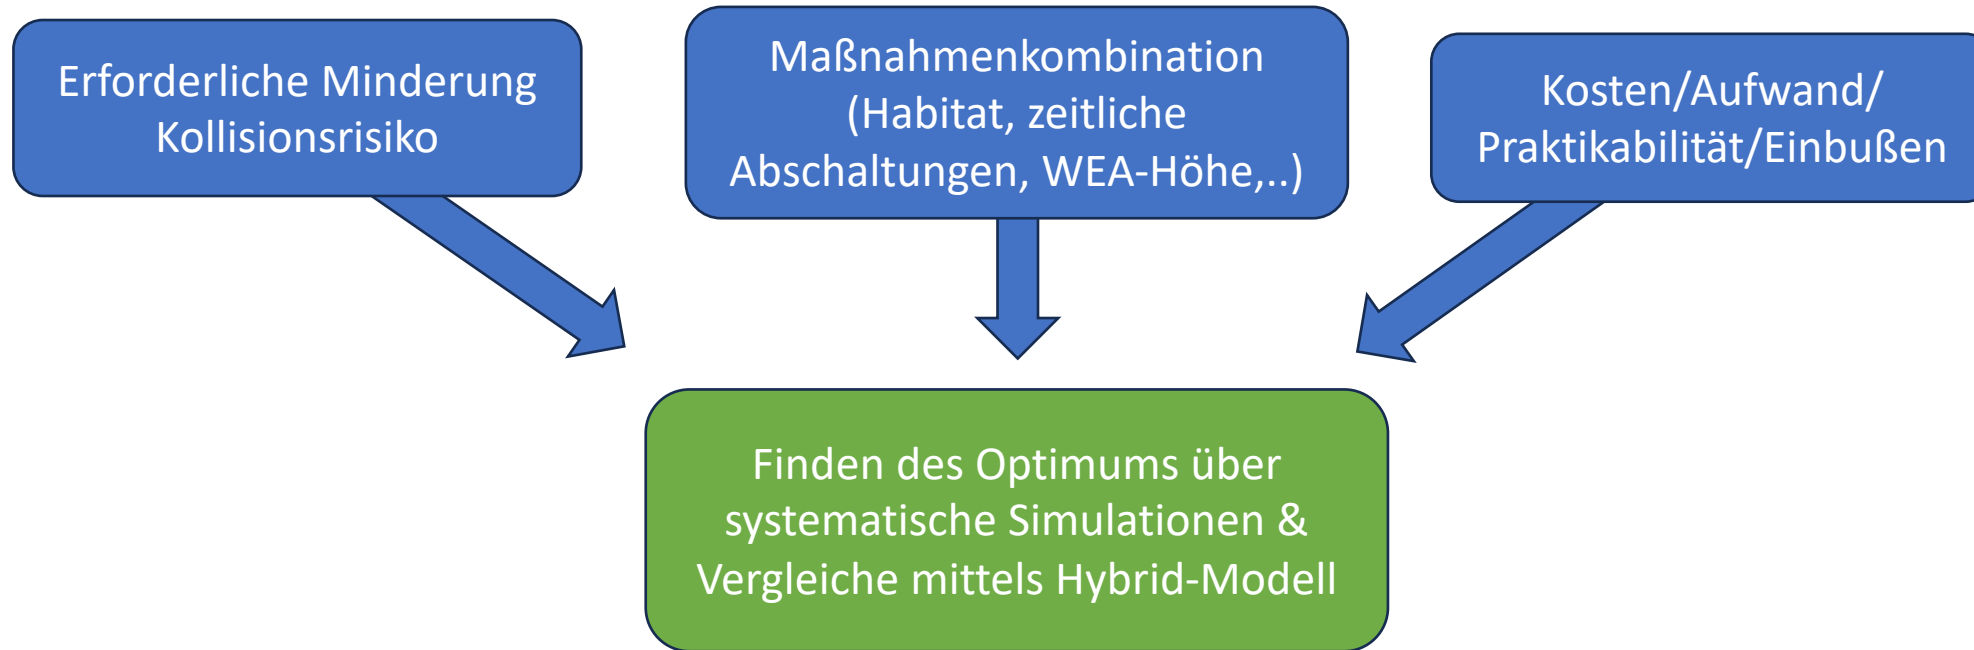 Erforderliche Minderung
Kollisionsrisiko
Maßnahmenkombination
(Habitat, zeitliche
Abschaltungen, WEA-Höhe,..)
Kosten/Aufwand/
Praktikabilität/Einbußen
Finden des Optimums über
systematische Simulationen &
Vergleiche mittels Hybrid-Modell